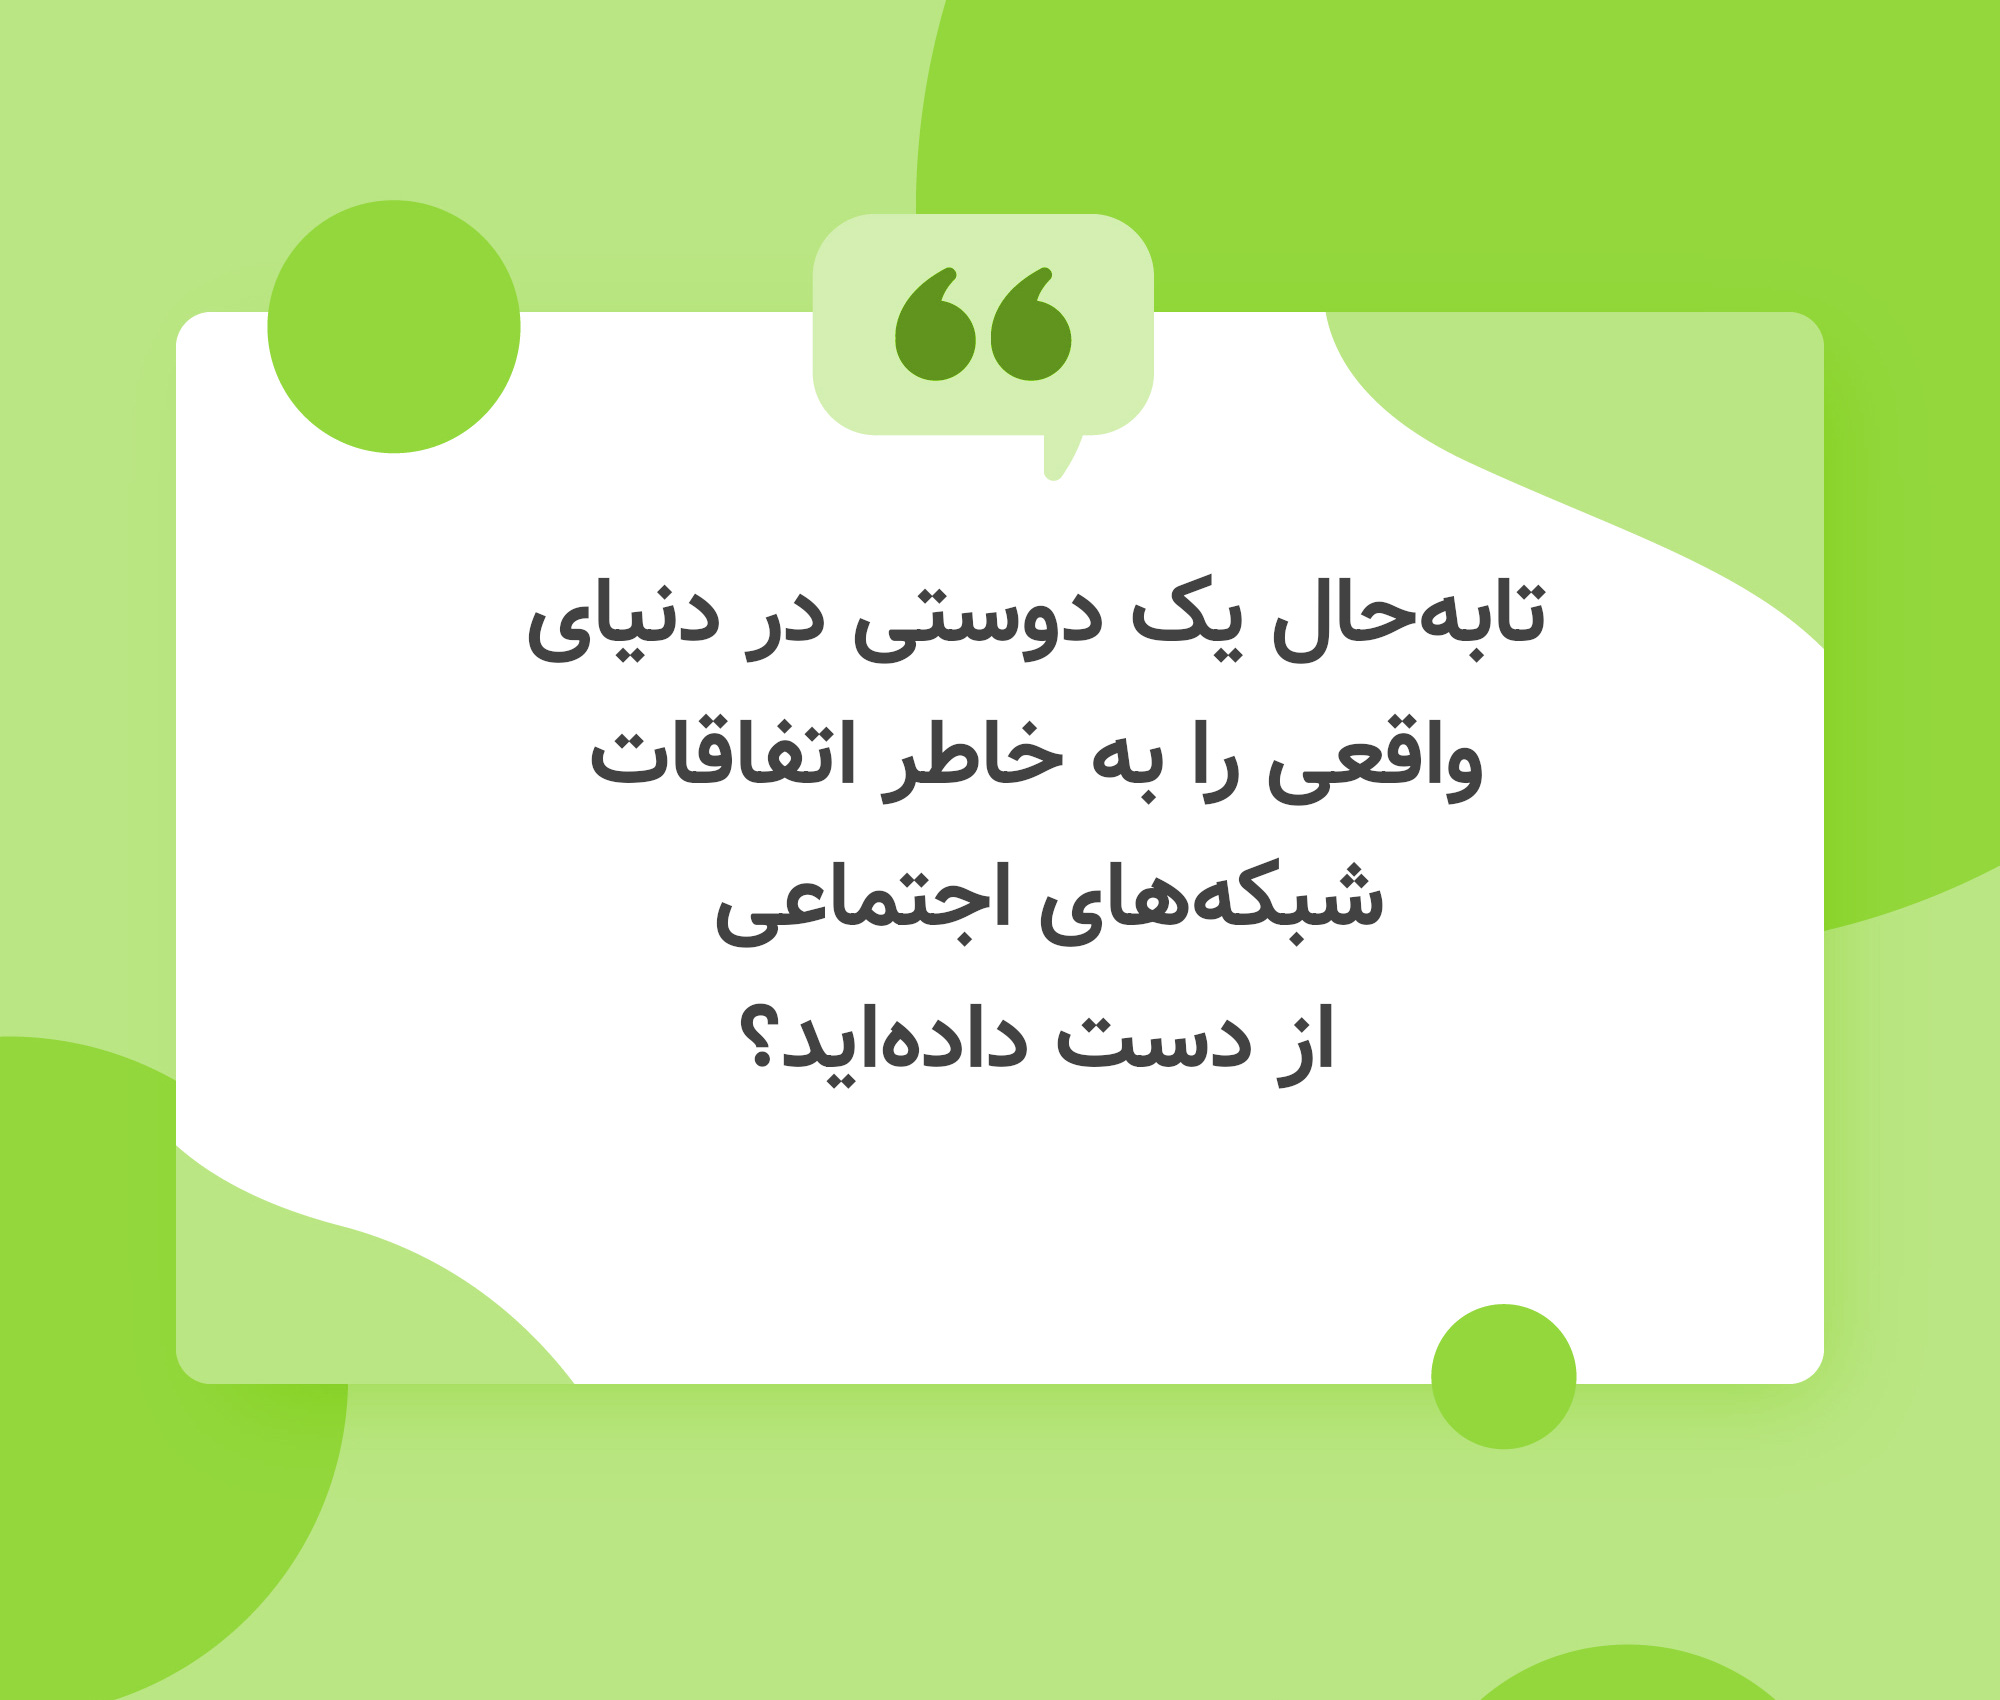 تابه‌حال یک دوستی در دنیای
واقعی را به خاطر اتفاقات
شبکه‌های اجتماعی
از دست داده‌اید؟